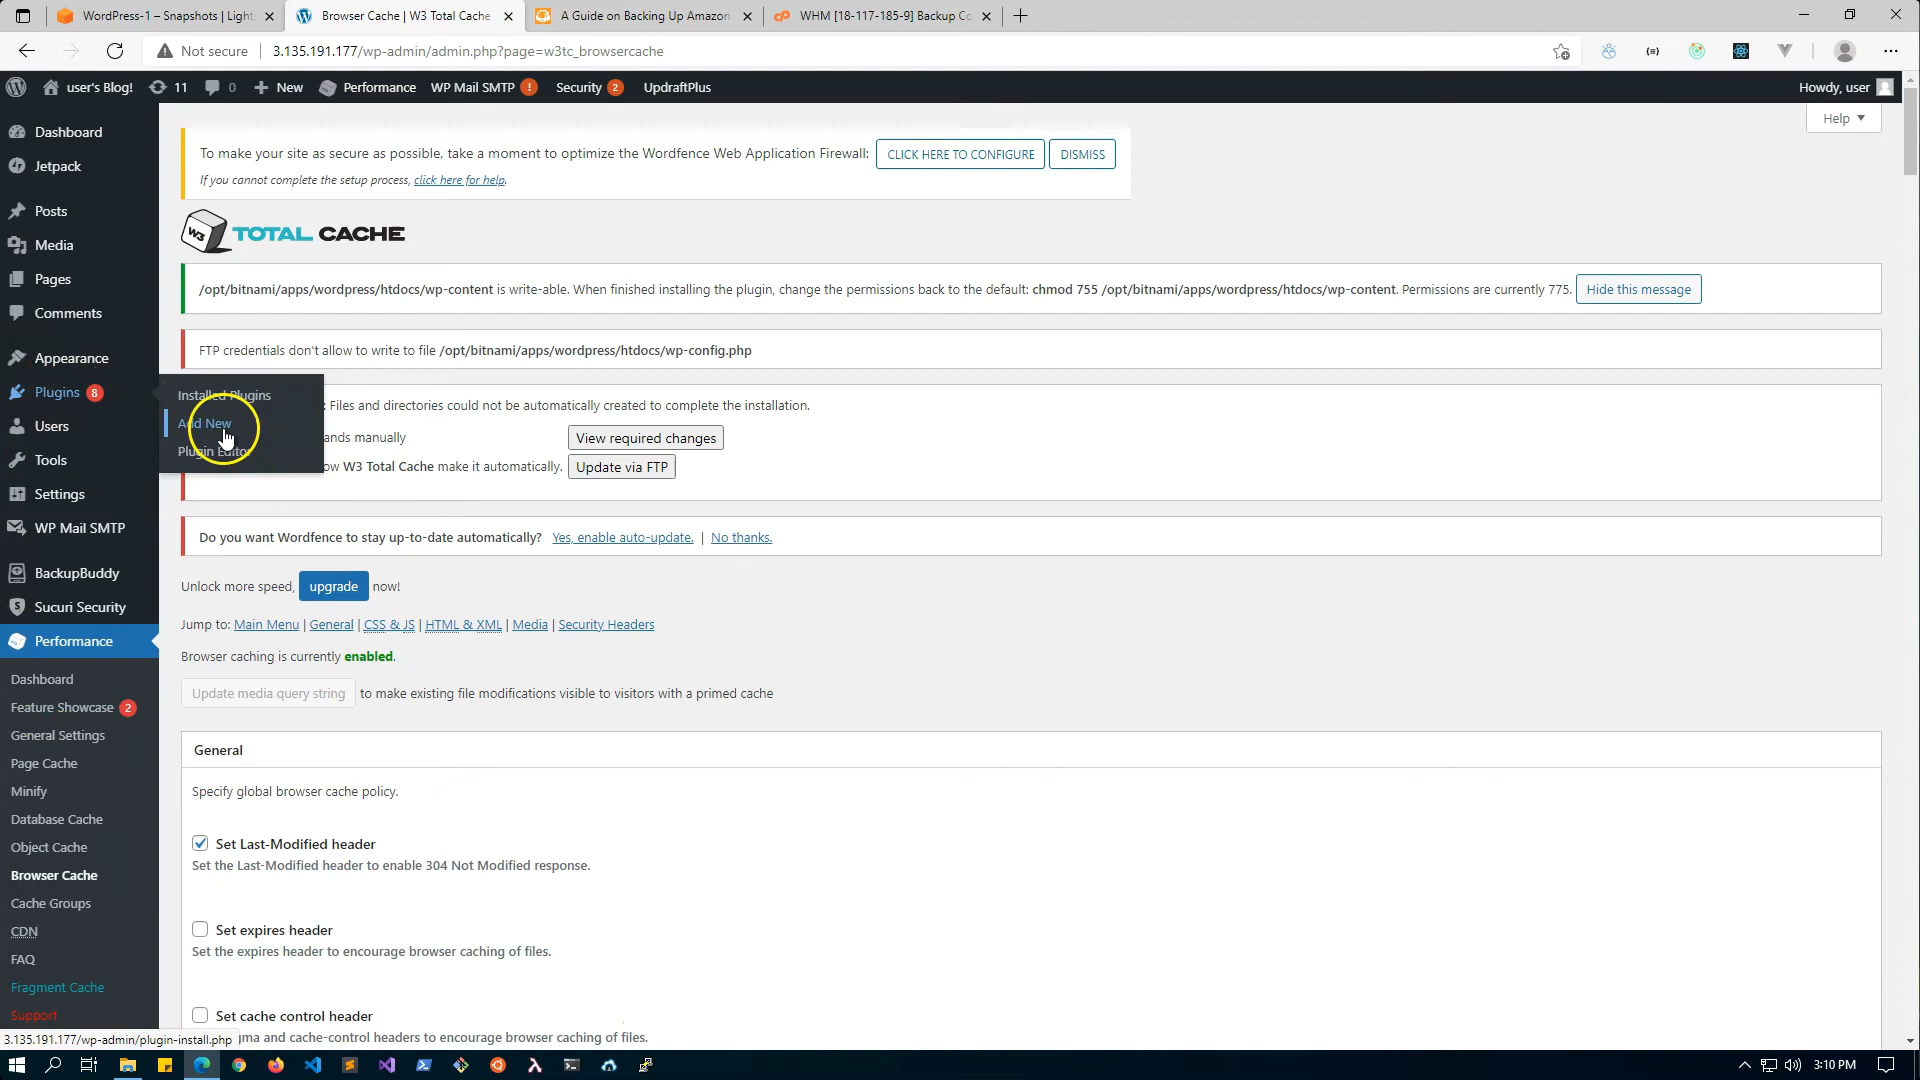 WordPress-1 – Snapshots | Light
Browser Cache | W3 Total Cache
A Guide on Backing Up Amazon
WHM [18-117-185-9] Backup Co
Not secure
3.135.191.177/wp-admin/admin.php?page=w3tc_browsercache
user's Blog!
11
0
New
Performance
WP Mail SMTP !
Security 2
UpdraftPlus
Howdy, user
Help
Dashboard
Jetpack
Posts
Media
Pages
Comments
Appearance
Plugins 8
Users
Tools
Settings
WP Mail SMTP
BackupBuddy
Sucuri Security
Performance
Dashboard
Feature Showcase 2
General Settings
Page Cache
Minify
Database Cache
Object Cache
Browser Cache
Cache Groups
CDN
FAQ
Fragment Cache
Support
Installed Plugins
Add New
Plugin Editor
To make your site as secure as possible, take a moment to optimize the Wordfence Web Application Firewall: CLICK HERE TO CONFIGURE DISMISS
If you cannot complete the setup process, click here for help.
W3 TOTAL CACHE
/opt/bitnami/apps/wordpress/htdocs/wp-content is write-able. When finished installing the plugin, change the permissions back to the default: chmod 755 /opt/bitnami/apps/wordpress/htdocs/wp-content. Permissions are currently 775. Hide this message
FTP credentials don't allow to write to file /opt/bitnami/apps/wordpress/htdocs/wp-config.php
: Files and directories could not be automatically created to complete the installation.
ands manually View required changes
ow W3 Total Cache make it automatically. Update via FTP
Do you want Wordfence to stay up-to-date automatically? Yes, enable auto-update. | No thanks.
Unlock more speed, upgrade now!
Jump to: Main Menu | General | CSS & JS | HTML & XML | Media | Security Headers
Browser caching is currently enabled.
Update media query string to make existing file modifications visible to visitors with a primed cache
General
Specify global browser cache policy.
Set Last-Modified header
Set the Last-Modified header to enable 304 Not Modified response.
Set expires header
Set the expires header to encourage browser caching of files.
Set cache control header
gma and cache-control headers to encourage browser caching of files.
3.135.191.177/wp-admin/plugin-install.php
3:10 PM